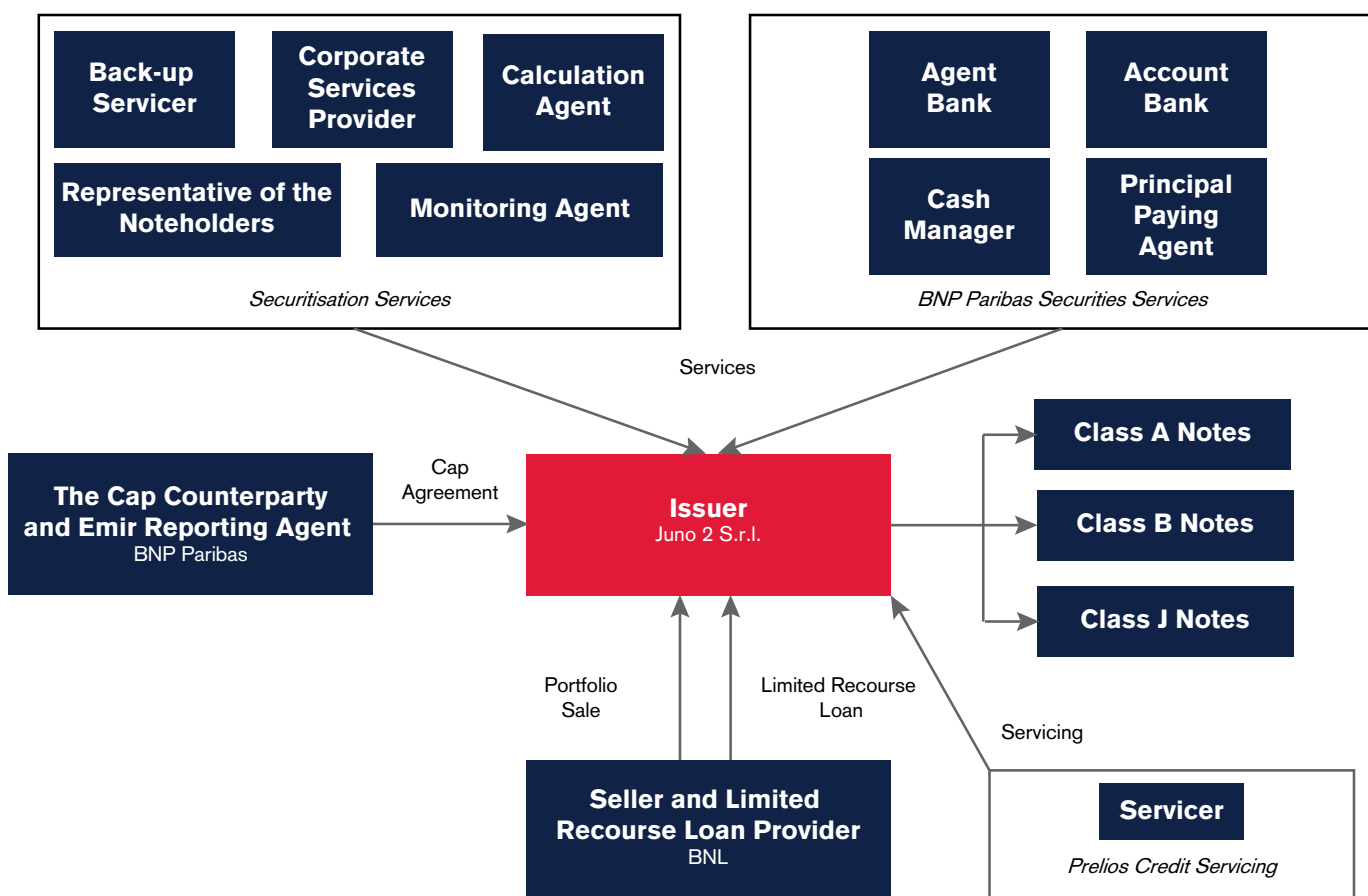 Back-up
Servicer
Corporate
Services
Provider
Calculation
Agent
Representative of the
Noteholders
Monitoring Agent
Securitisation Services
Agent
Bank
Account
Bank
Cash
Manager
Principal
Paying
Agent
BNP Paribas Securities Services
Services
The Cap Counterparty
and Emir Reporting Agent
BNP Paribas
Cap
Agreement
Issuer
Juno 2 S.r.l.
Class A Notes
Class B Notes
Class J Notes
Portfolio
Sale
Limited Recourse
Loan
Servicing
Seller and Limited
Recourse Loan Provider
BNL
Servicer
Prelios Credit Servicing